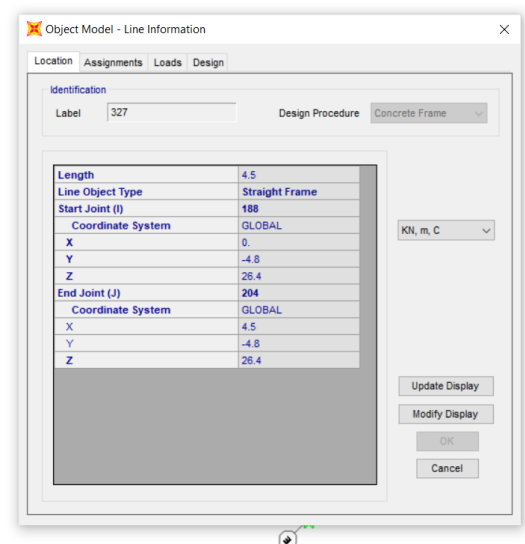 Object Model - Line Information
Location Assignments Loads Design
Identification
Label 327 Design Procedure Concrete Frame
Length 4.5
Line Object Type Straight Frame
Start Joint (I) 188
Coordinate System GLOBAL
X 0.
Y -4.8
Z 26.4
End Joint (J) 204
Coordinate System GLOBAL
X 4.5
Y -4.8
Z 26.4
KN, m, C
Update Display
Modify Display
OK
Cancel